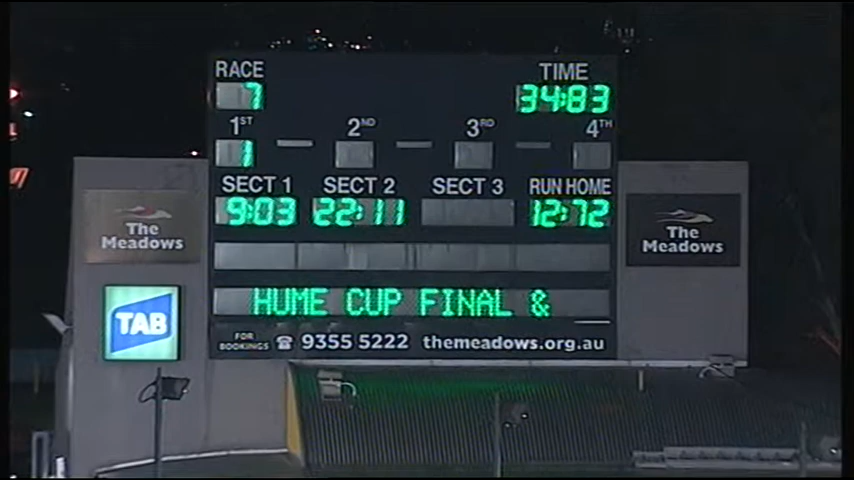 RACE TIME
7 34:83
1ST 2ND 3RD 4TH
1
SECT 1 SECT 2 SECT 3 RUN HOME
9:03 22:11 12:72
The Meadows
The Meadows
HUME CUP FINAL &
TAB
FOR BOOKINGS ☎ 9355 5222 themeadows.org.au